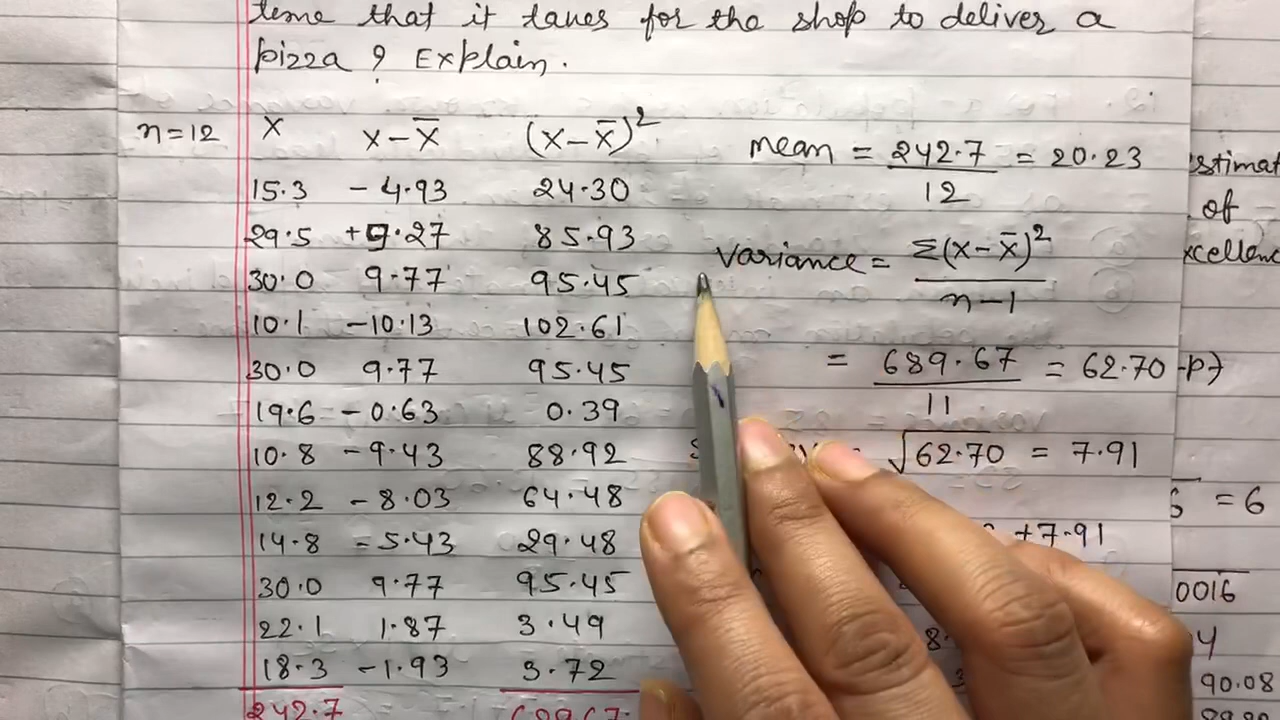 time that it takes for the shop to deliver a
pizza? Explain.
n=12 X X-X̄ (X-X̄)²
15.3 -4.93 24.30
29.5 +9.27 85.93
30.0 9.77 95.45
10.1 -10.13 102.61
30.0 9.77 95.45
19.6 -0.63 0.39
10.8 -9.43 88.92
12.2 -8.03 64.48
14.8 -5.43 29.48
30.0 9.77 95.45
22.1 1.87 3.49
18.3 -1.93 3.72
242.7 689.67
mean = 242.7 = 20.23
12
Variance = Σ(X-X̄)²
n-1
= 689.67 = 62.70
11
= √62.70 = 7.91
+7.91
of
= 6
0016
90.08